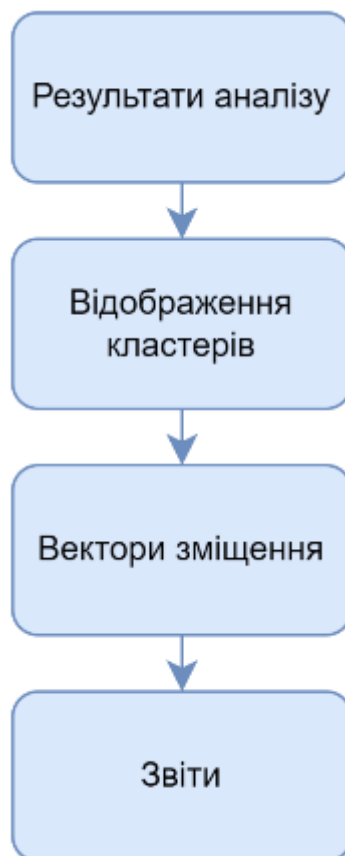 Результати аналізу
Відображення
кластерів
Вектори зміщення
Звіти